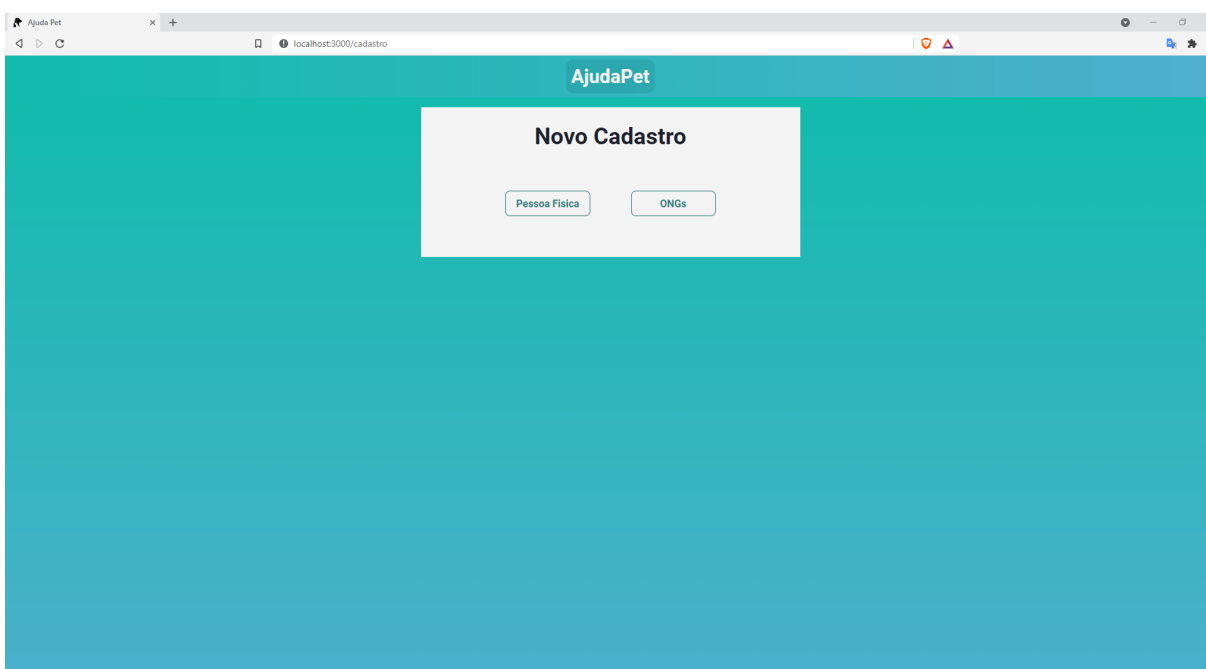 Ajuda Pet
localhost:3000/cadastro
AjudaPet
Novo Cadastro
Pessoa Fisica ONGs